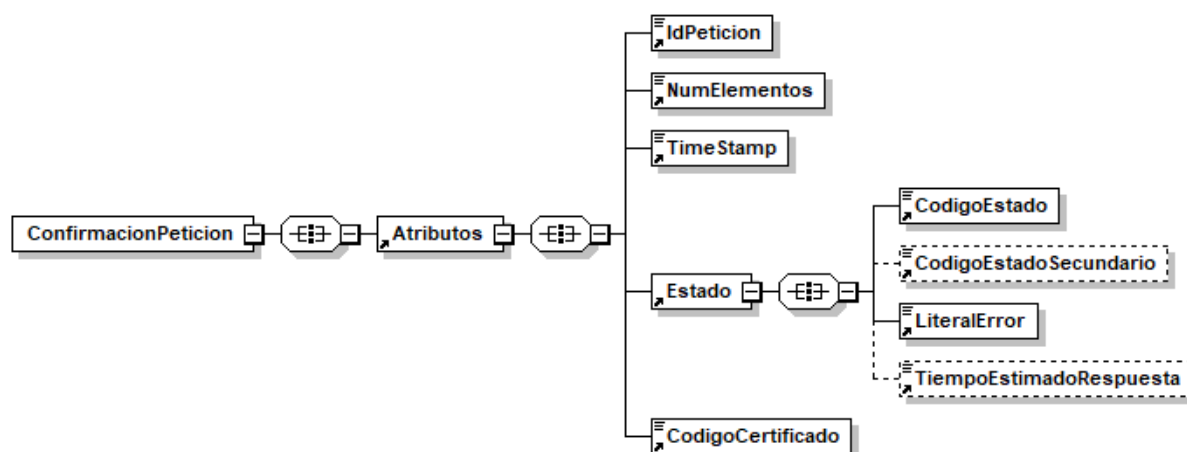 IdPeticion
NumElementos
TimeStamp
ConfirmacionPeticion
Atributos
Estado
CodigoEstado
CodigoEstadoSecundario
LiteralError
TiempoEstimadoRespuesta
CodigoCertificado